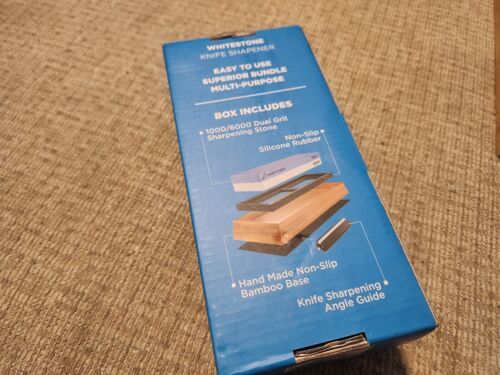 WHITESTONE
KNIFE SHAPENER
EASY TO USE
SUPERIOR BUNDLE
MULTI-PURPOSE
BOX INCLUDES
1000/6000 Dual Grit
Sharpening Stone
Non-Slip
Silicone Rubber
Hand Made Non-Slip
Bamboo Base
Knife Sharpening
Angle Guide